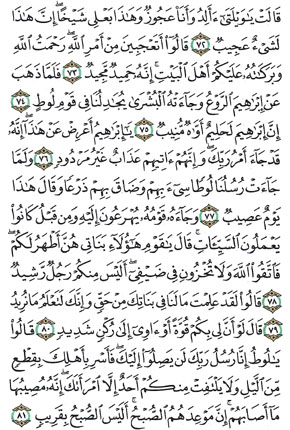 قَالَتْ يَٰوَيْلَتَىٰٓ ءَأَلِدُ وَأَنَا۠ عَجُوزٌ وَهَٰذَا بَعْلِى شَيْخًا ۖ إِنَّ هَٰذَا
لَشَىْءٌ عَجِيبٌ ٧٢ قَالُوٓا۟ أَتَعْجَبِينَ مِنْ أَمْرِ ٱللَّهِ ۖ رَحْمَتُ ٱللَّهِ
وَبَرَكَٰتُهُۥ عَلَيْكُمْ أَهْلَ ٱلْبَيْتِ ۚ إِنَّهُۥ حَمِيدٌ مَّجِيدٌ ٧٣ فَلَمَّا ذَهَبَ
عَنْ إِبْرَٰهِيمَ ٱلرَّوْعُ وَجَآءَتْهُ ٱلْبُشْرَىٰ يُجَٰدِلُنَا فِى قَوْمِ لُوطٍ ٧٤
إِنَّ إِبْرَٰهِيمَ لَحَلِيمٌ أَوَّٰهٌ مُّنِيبٌ ٧٥ يَٰٓإِبْرَٰهِيمُ أَعْرِضْ عَنْ هَٰذَآ ۖ إِنَّهُۥ
قَدْ جَآءَ أَمْرُ رَبِّكَ ۖ وَإِنَّهُمْ ءَاتِيهِمْ عَذَابٌ غَيْرُ مَرْدُودٍ ٧٦ وَلَمَّا
جَآءَتْ رُسُلُنَا لُوطًا سِىٓءَ بِهِمْ وَضَاقَ بِهِمْ ذَرْعًا وَقَالَ هَٰذَا
يَوْمٌ عَصِيبٌ ٧٧ وَجَآءَهُۥ قَوْمُهُۥ يُهْرَعُونَ إِلَيْهِ وَمِن قَبْلُ كَانُوا۟
يَعْمَلُونَ ٱلسَّيِّـَٔاتِ ۚ قَالَ يَٰقَوْمِ هَٰٓؤُلَآءِ بَنَاتِى هُنَّ أَطْهَرُ لَكُمْ ۖ
فَٱتَّقُوا۟ ٱللَّهَ وَلَا تُخْزُونِ فِى ضَيْفِىٓ ۖ أَلَيْسَ مِنكُمْ رَجُلٌ رَّشِيدٌ
٧٨ قَالُوا۟ لَقَدْ عَلِمْتَ مَا لَنَا فِى بَنَاتِكَ مِنْ حَقٍّ وَإِنَّكَ لَتَعْلَمُ مَا نُرِيدُ
٧٩ قَالَ لَوْ أَنَّ لِى بِكُمْ قُوَّةً أَوْ ءَاوِىٓ إِلَىٰ رُكْنٍ شَدِيدٍ ٨٠ قَالُوا۟
يَٰلُوطُ إِنَّا رُسُلُ رَبِّكَ لَن يَصِلُوٓا۟ إِلَيْكَ ۖ فَأَسْرِ بِأَهْلِكَ بِقِطْعٍ
مِّنَ ٱلَّيْلِ وَلَا يَلْتَفِتْ مِنكُمْ أَحَدٌ إِلَّا ٱمْرَأَتَكَ ۖ إِنَّهُۥ مُصِيبُهَا
مَآ أَصَابَهُمْ ۚ إِنَّ مَوْعِدَهُمُ ٱلصُّبْحُ ۚ أَلَيْسَ ٱلصُّبْحُ بِقَرِيبٍ ٨١